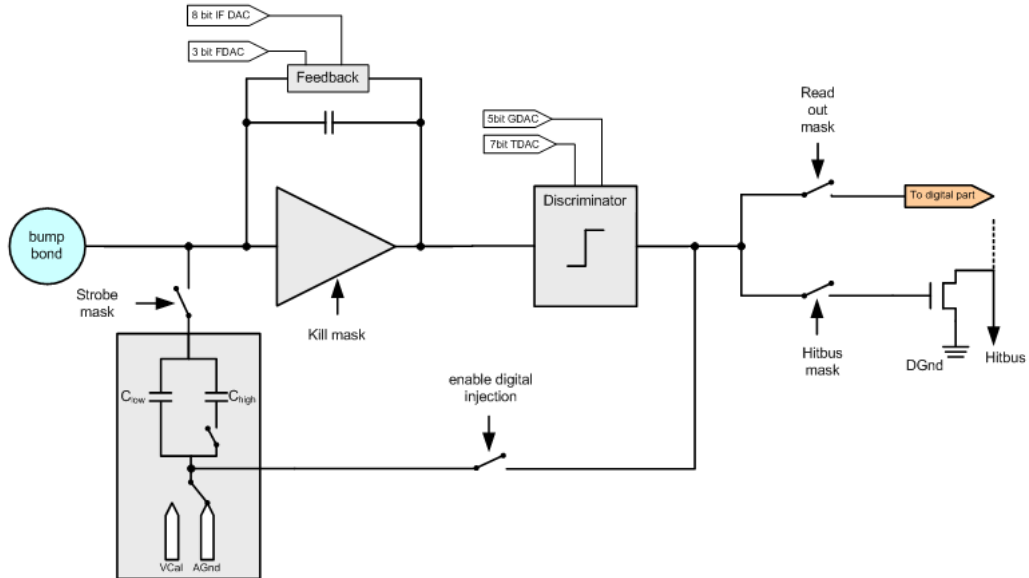 8 bit IF DAC
3 bit FDAC
Feedback
5bit GDAC
7bit TDAC
Discriminator
Read
out
mask
To digital part
bump
bond
Strobe
mask
Kill mask
Hitbus
mask
DGnd
Hitbus
enable digital
injection
Clow
Chigh
VCal
AGnd